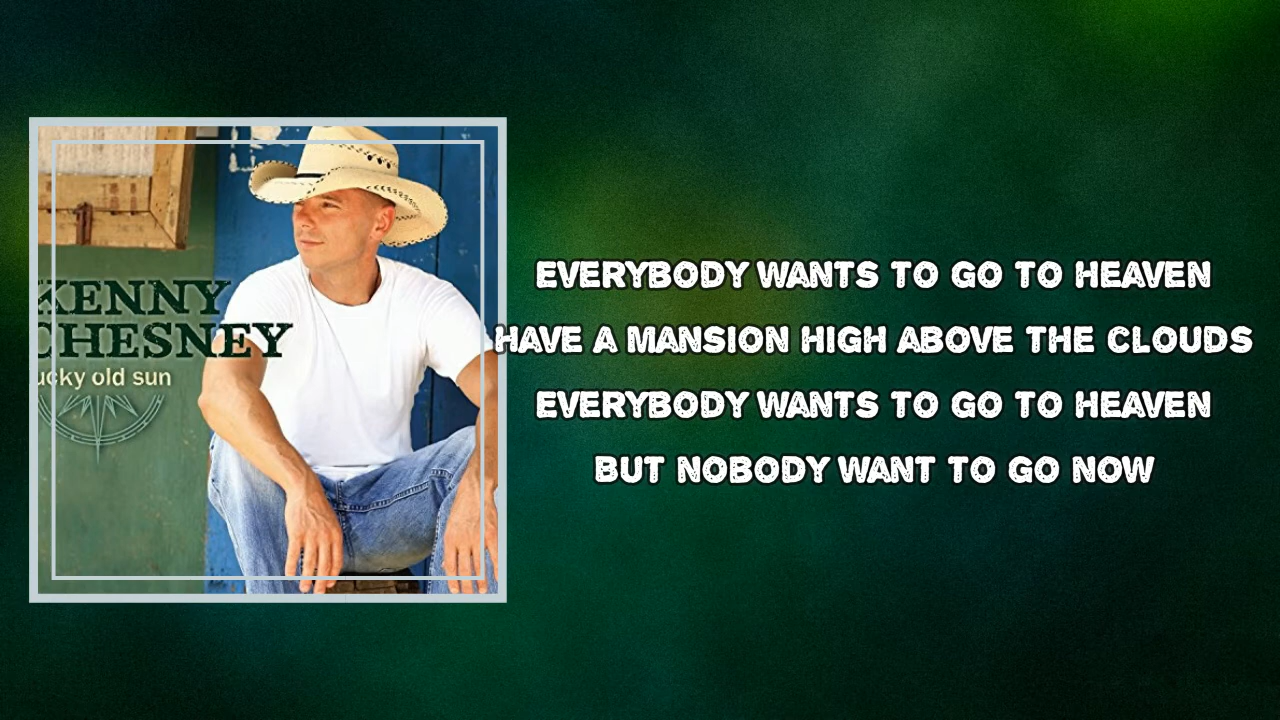 KENNY
CHESNEY
ucky old sun
EVERYBODY WANTS TO GO TO HEAVEN
HAVE A MANSION HIGH ABOVE THE CLOUDS
EVERYBODY WANTS TO GO TO HEAVEN
BUT NOBODY WANT TO GO NOW